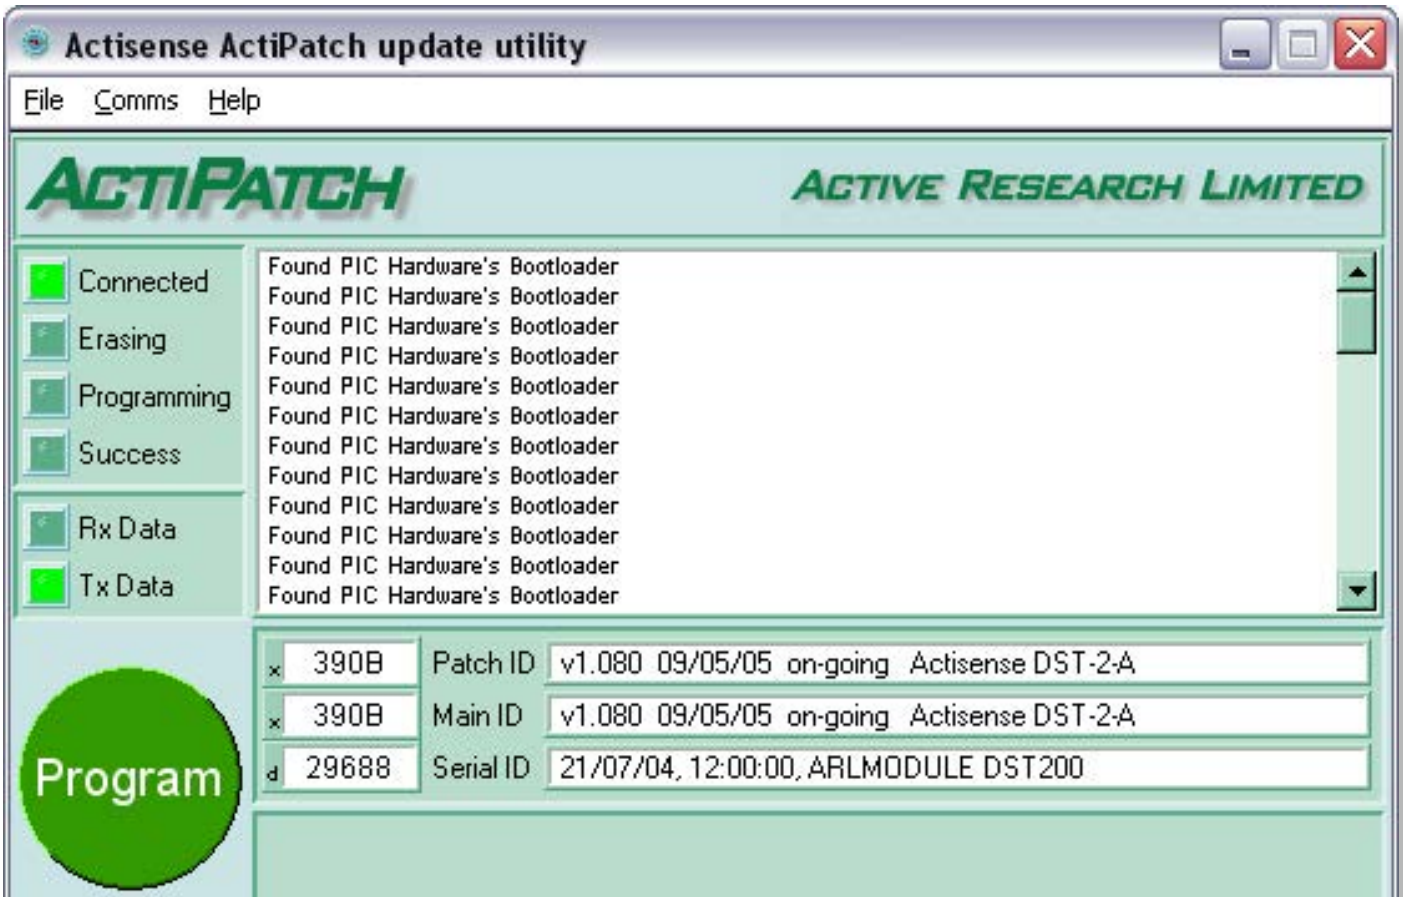 Actisense ActiPatch update utility
File Comms Help
ACTIPATCH
ACTIVE RESEARCH LIMITED
Connected
Erasing
Programming
Success
Rx Data
Tx Data
Found PIC Hardware's Bootloader
Found PIC Hardware's Bootloader
Found PIC Hardware's Bootloader
Found PIC Hardware's Bootloader
Found PIC Hardware's Bootloader
Found PIC Hardware's Bootloader
Found PIC Hardware's Bootloader
Found PIC Hardware's Bootloader
Found PIC Hardware's Bootloader
Found PIC Hardware's Bootloader
Found PIC Hardware's Bootloader
Found PIC Hardware's Bootloader
Program
x 390B Patch ID v1.080 09/05/05 on-going Actisense DST-2-A
x 390B Main ID v1.080 09/05/05 on-going Actisense DST-2-A
d 29688 Serial ID 21/07/04, 12:00:00, ARLMODULE DST200